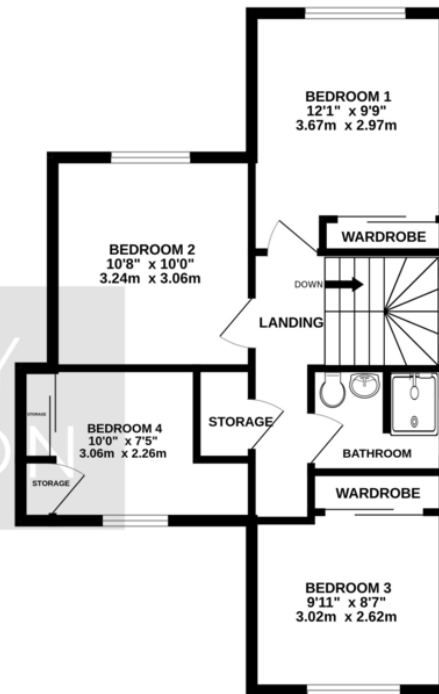 BEDROOM 1
12'1" x 9'9"
3.67m x 2.97m
WARDROBE
BEDROOM 2
10'8" x 10'0"
3.24m x 3.06m
DOWN
LANDING
STORAGE
BEDROOM 4
10'0" x 7'5"
3.06m x 2.26m
STORAGE
STORAGE
BATHROOM
WARDROBE
BEDROOM 3
9'11" x 8'7"
3.02m x 2.62m
Y
ON